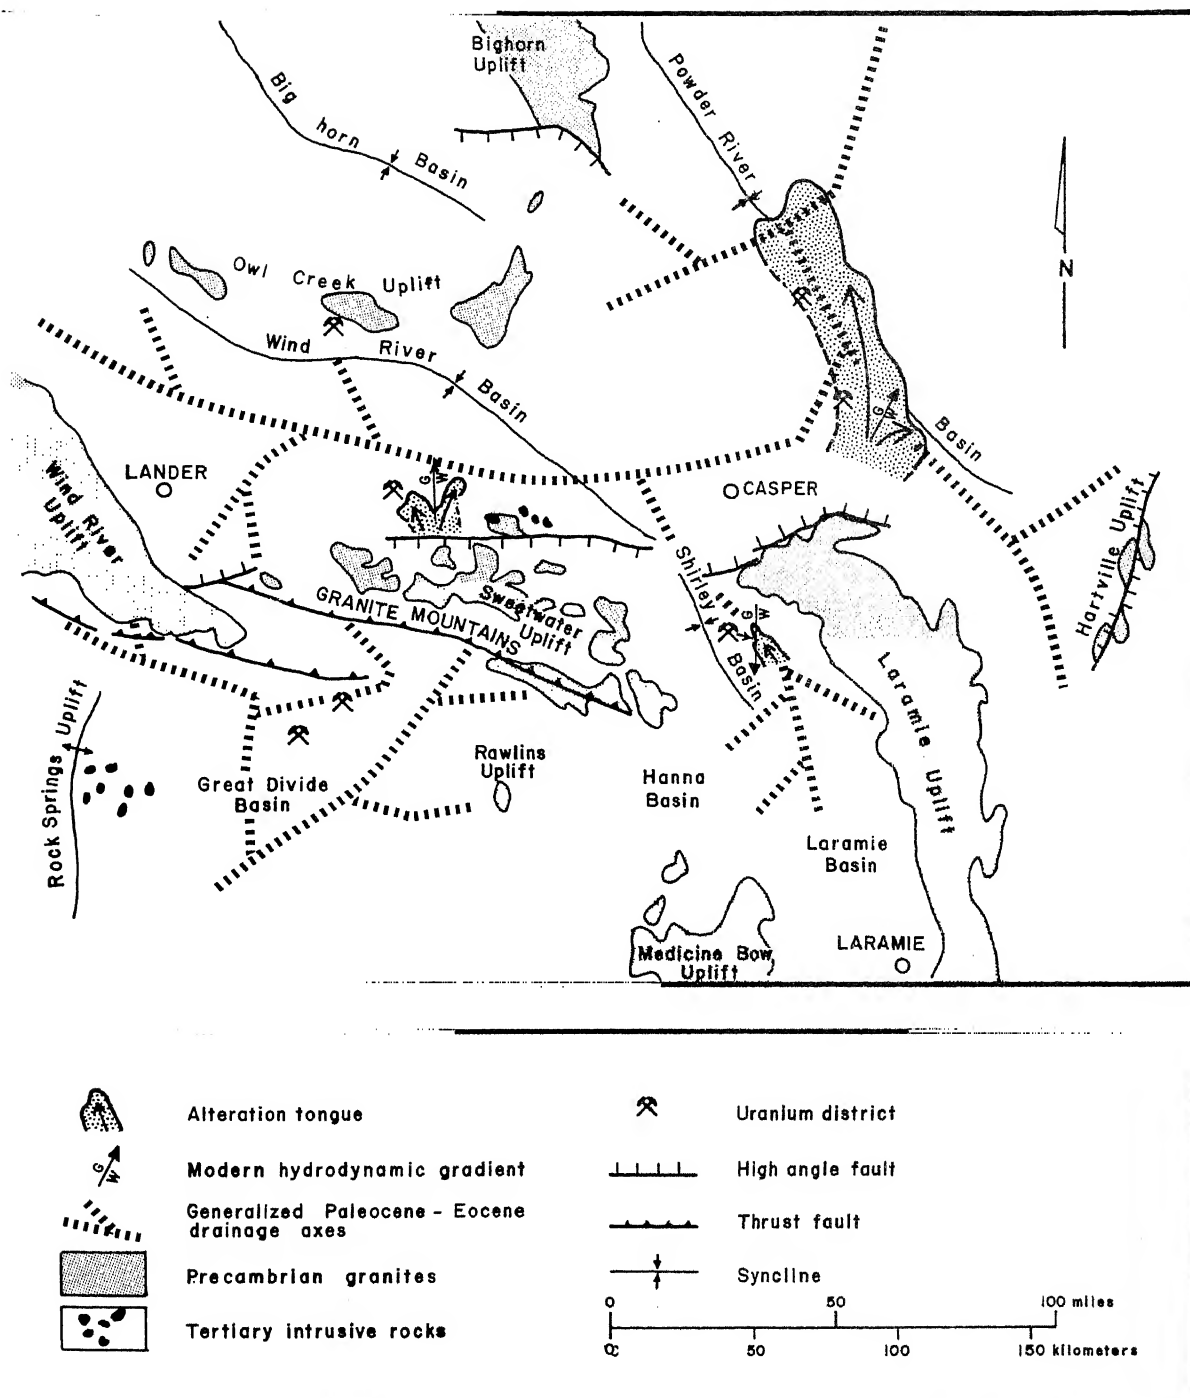 Bighorn
Uplift
Big horn Basin
Powder River Basin
Owl Creek Uplift
Wind River Basin
N
LANDER
Wind River
Uplift
CASPER
Hartville Uplift
GRANITE MOUNTAINS
Sweetwater
Uplift
Shirley Basin
Laramie Uplift
Rock Springs Uplift
Great Divide
Basin
Rawlins
Uplift
Hanna
Basin
Laramie
Basin
LARAMIE
Medicine Bow
Uplift
G
W
G
W
W
Alteration tongue
G
W
Modern hydrodynamic gradient
Generalized Paleocene - Eocene
drainage axes
Precambrian granites
Tertiary intrusive rocks
Uranium district
High angle fault
Thrust fault
Syncline
0 50 100 miles
0 50 100 150 kilometers